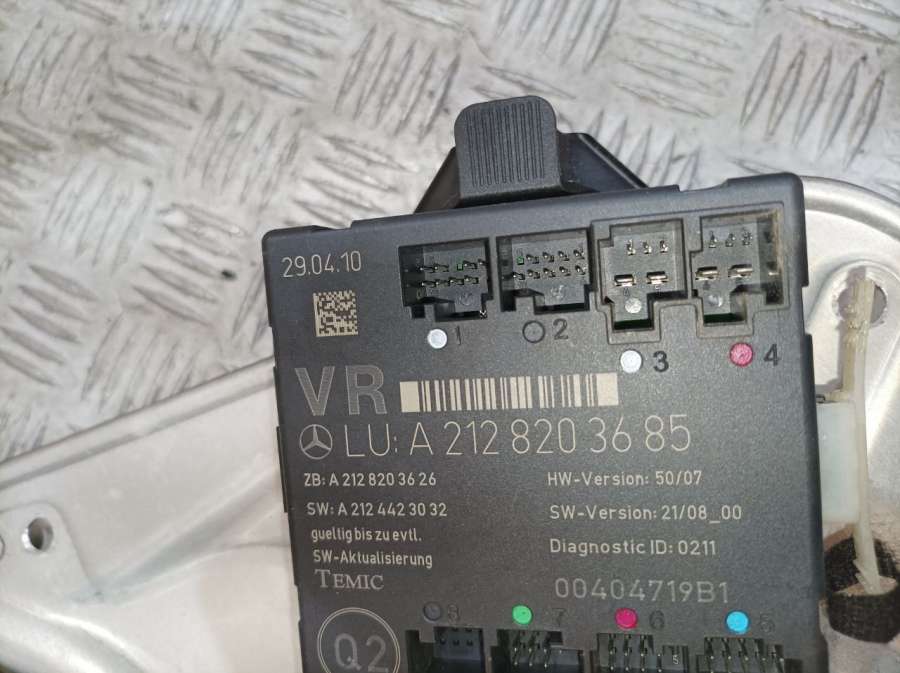 29.04.10
1 2 3 4
VR
LU: A 212 820 36 85
ZB: A 212 820 36 26
HW-Version: 50/07
SW: A 212 442 30 32
SW-Version: 21/08_00
gueltig bis zu evtl.
SW-Aktualisierung
Diagnostic ID: 0211
TEMIC
00404719B1
8 7 6 5
Q2